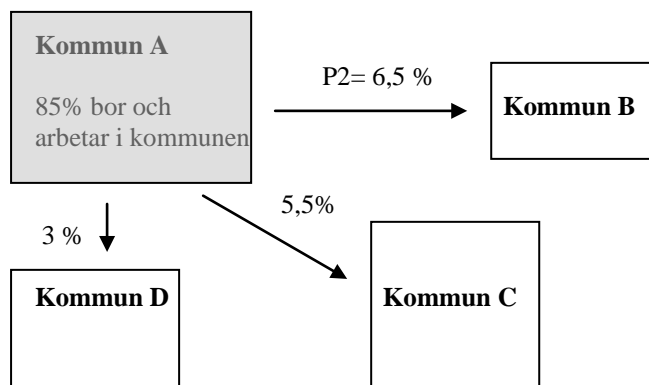 Kommun A
85% bor och
arbetar i kommunen
P2= 6,5 %
Kommun B
5,5%
3 %
Kommun D
Kommun C